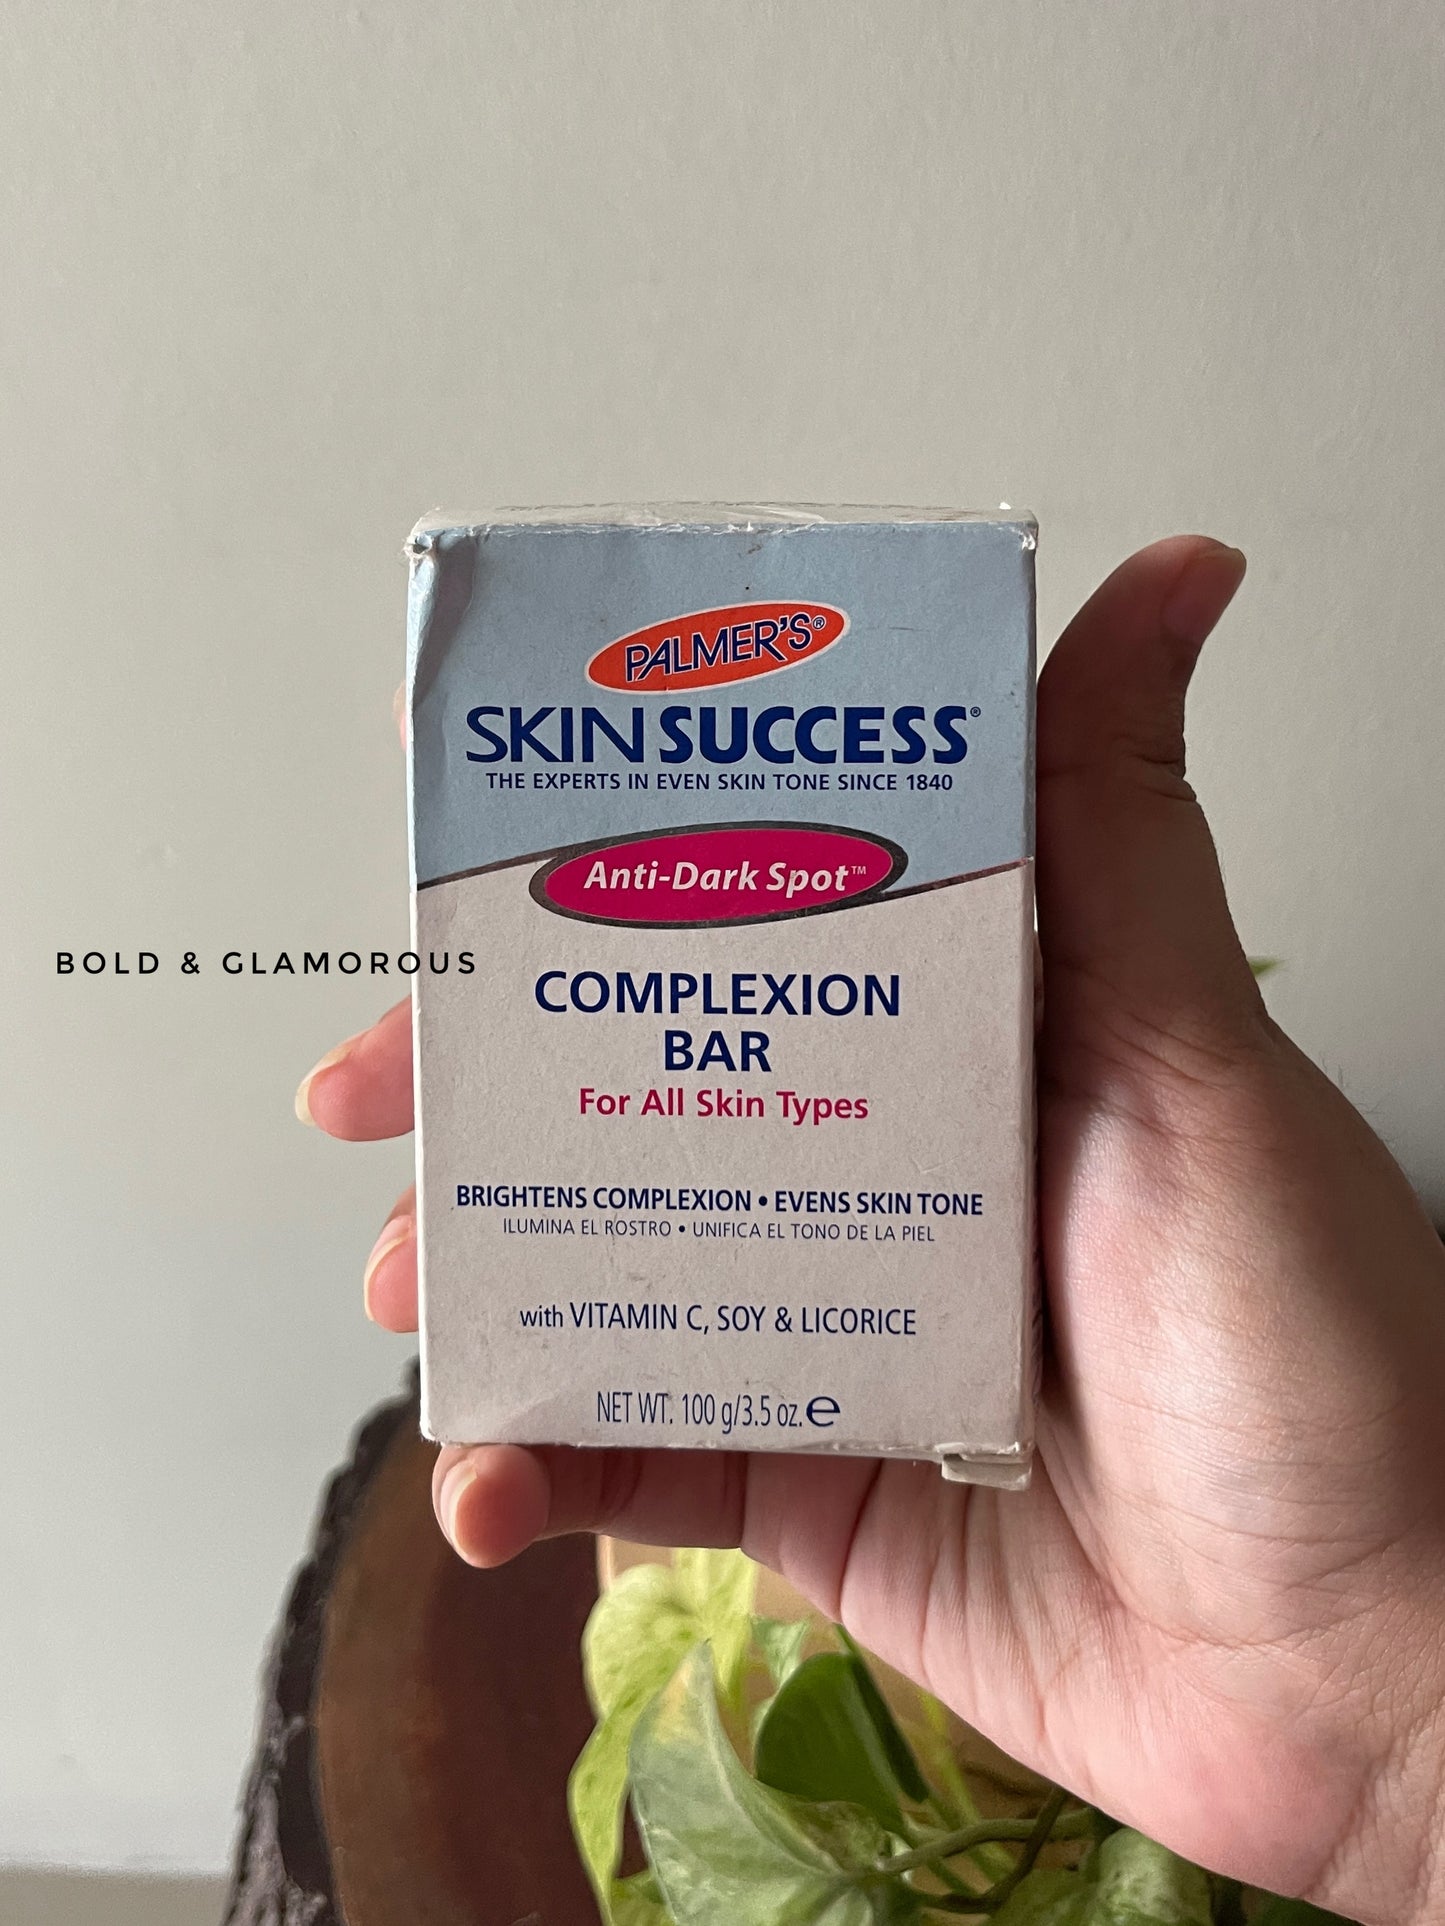 PALMER'S®
SKIN SUCCESS®
THE EXPERTS IN EVEN SKIN TONE SINCE 1840
Anti-Dark Spot™
BOLD & GLAMOROUS
COMPLEXION
BAR
For All Skin Types
BRIGHTENS COMPLEXION • EVENS SKIN TONE
ILUMINA EL ROSTRO • UNIFICA EL TONO DE LA PIEL
with VITAMIN C, SOY & LICORICE
NET WT. 100 g/3.5 oz. ℮